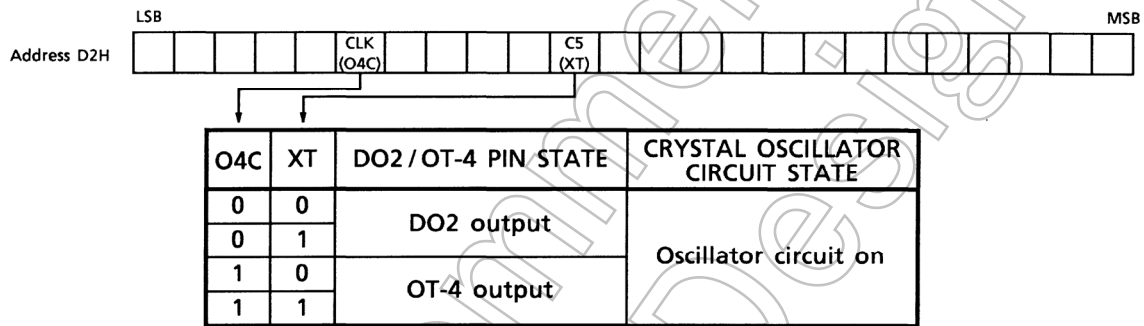 LSB MSB
Address D2H
CLK C5
(O4C) (XT)
O4C XT DO2 / OT-4 PIN STATE CRYSTAL OSCILLATOR
CIRCUIT STATE
0 0 DO2 output Oscillator circuit on
0 1
1 0 OT-4 output
1 1